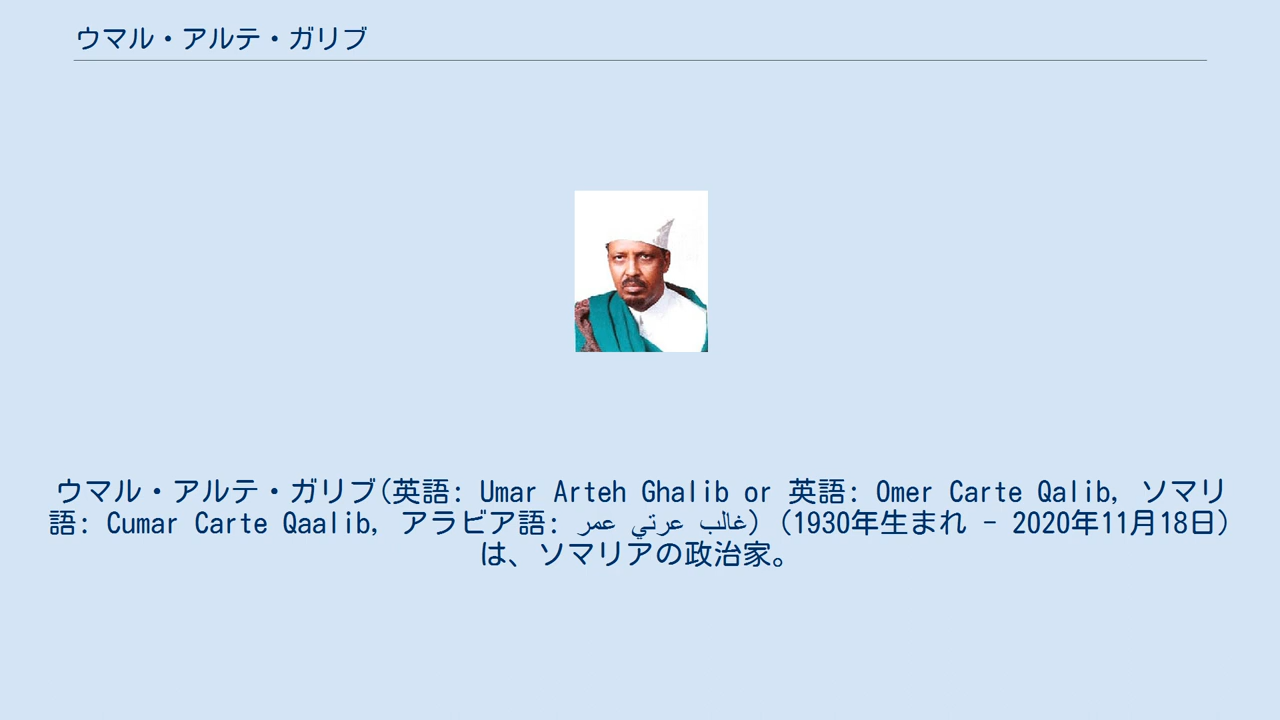 ウマル・アルテ・ガリブ
ウマル・アルテ・ガリブ(英語: Umar Arteh Ghalib or 英語: Omer Carte Qalib, ソマリ
語: Cumar Carte Qaalib, アラビア語: عمر عرتي غالب) (1930年生まれ - 2020年11月18日)
は、ソマリアの政治家。